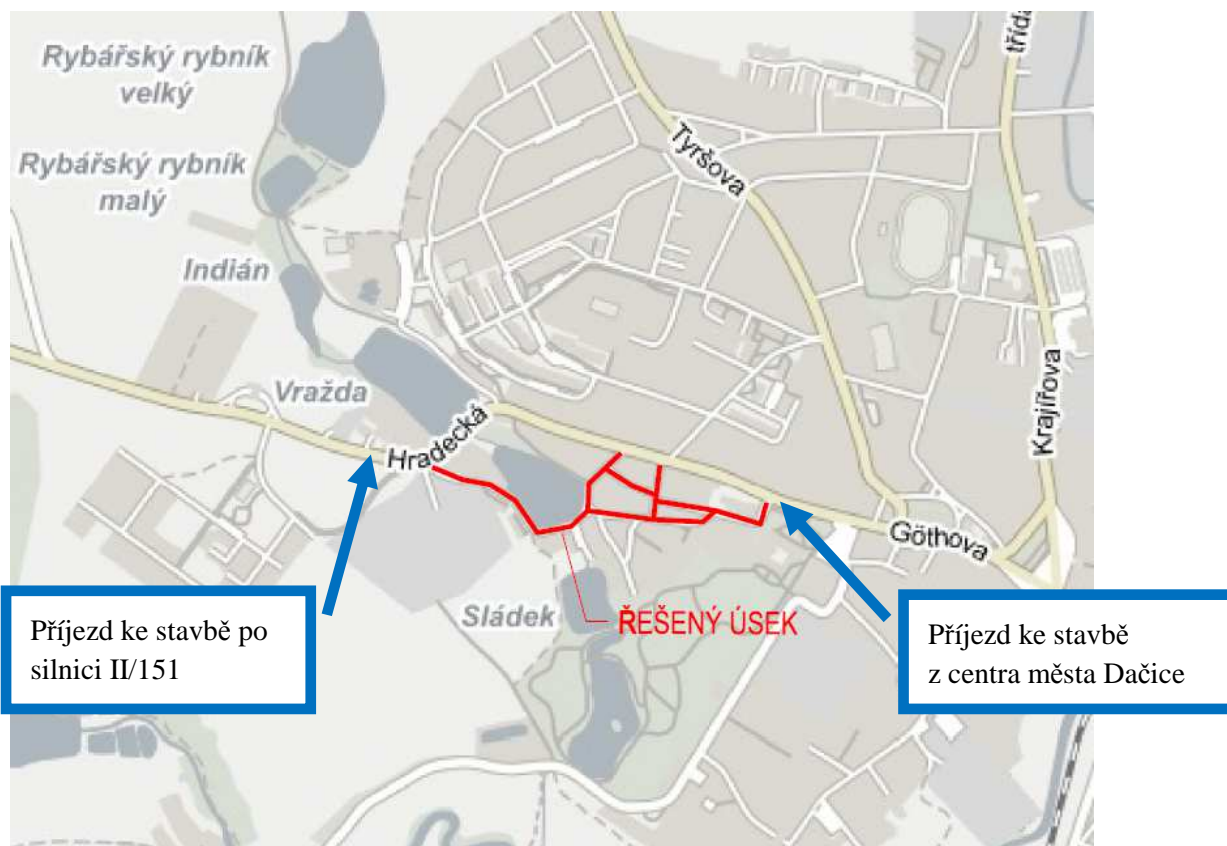 Rybářský rybník
velký
třída
Tyršova
Rybářský rybník
malý
Indián
Krajířova
Vražda
Hradecká
Göthova
Příjezd ke stavbě po
silnici II/151
Sládek
ŘEŠENÝ ÚSEK
Příjezd ke stavbě
z centra města Dačice